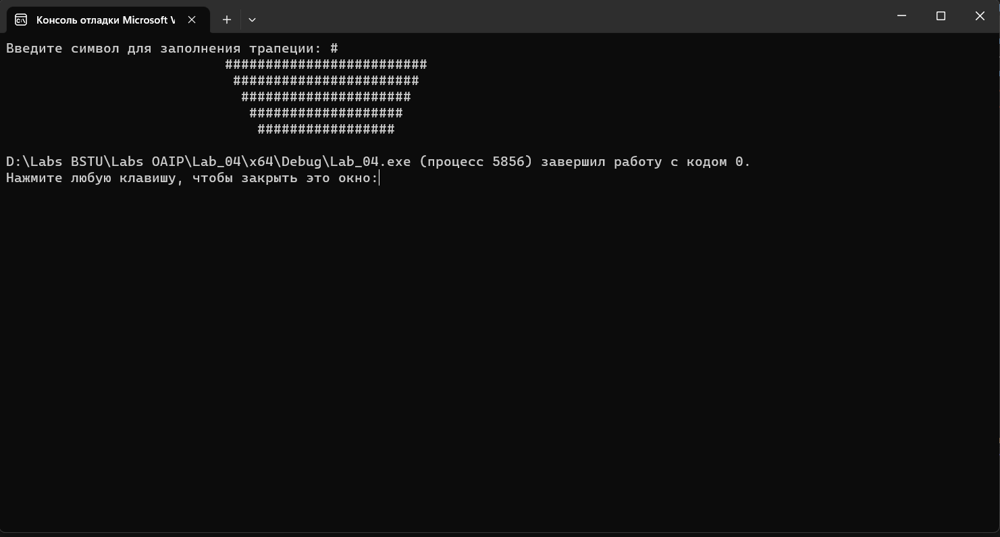 Консоль отладки Microsoft V
Введите символ для заполнения трапеции: #
#########################
#######################
#####################
###################
#################
D:\Labs BSTU\Labs OAIP\Lab_04\x64\Debug\Lab_04.exe (процесс 5856) завершил работу с кодом 0.
Нажмите любую клавишу, чтобы закрыть это окно: